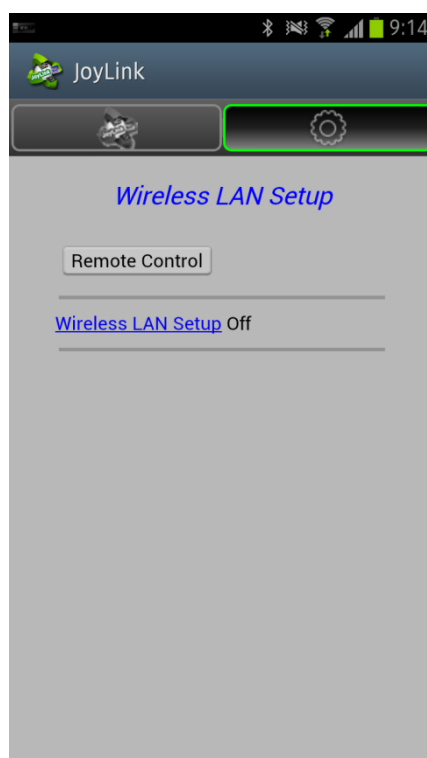 9:14
JoyLink
Wireless LAN Setup
Remote Control
Wireless LAN Setup Off